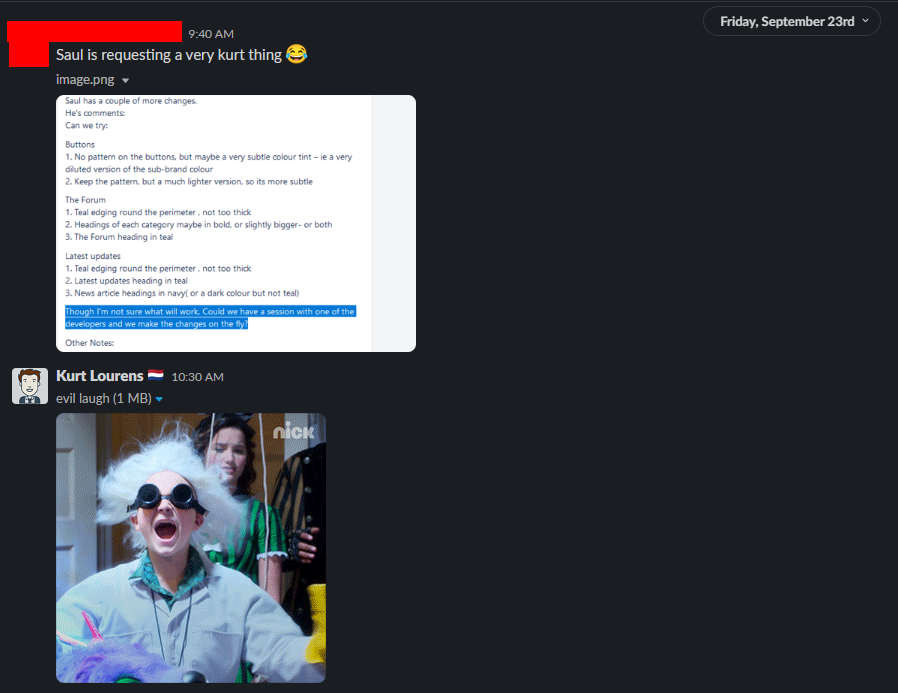 Friday, September 23rd
9:40 AM
Saul is requesting a very kurt thing 😂
image.png
Saul has a couple of more changes.
He's comments:
Can we try:
Buttons
1. No pattern on the buttons, but maybe a very subtle colour tint – ie a very
diluted version of the sub-brand colour
2. Keep the pattern, but a much lighter version, so its more subtle
The Forum
1. Teal edging round the perimeter , not too thick
2. Headings of each category maybe in bold, or slightly bigger- or both
3. The Forum heading in teal
Latest updates
1. Teal edging round the perimeter , not too thick
2. Latest updates heading in teal
3. News article headings in navy( or a dark colour but not teal)
Though I'm not sure what will work. Could we have a session with one of the
developers and we make the changes on the fly?
Other Notes:
Kurt Lourens 🇳🇱 10:30 AM
evil laugh (1 MB)
nick